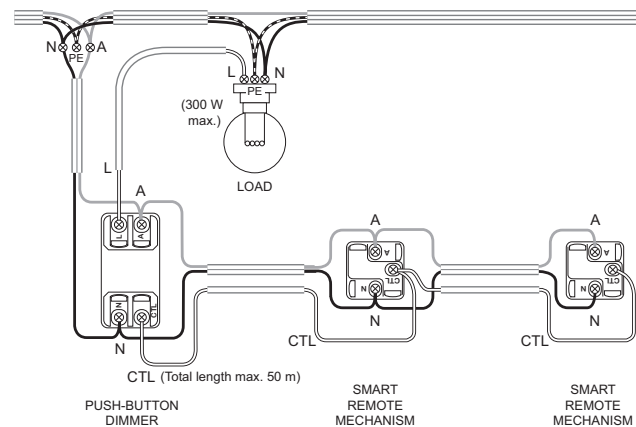 N
PE
A
L
N
PE
(300 W
max.)
LOAD
L
A
L
A
N
CTL
N
CTL (Total length max. 50 m)
PUSH-BUTTON
DIMMER
A
A
CTL
N
N
CTL
SMART
REMOTE
MECHANISM
A
A
CTL
N
N
CTL
SMART
REMOTE
MECHANISM